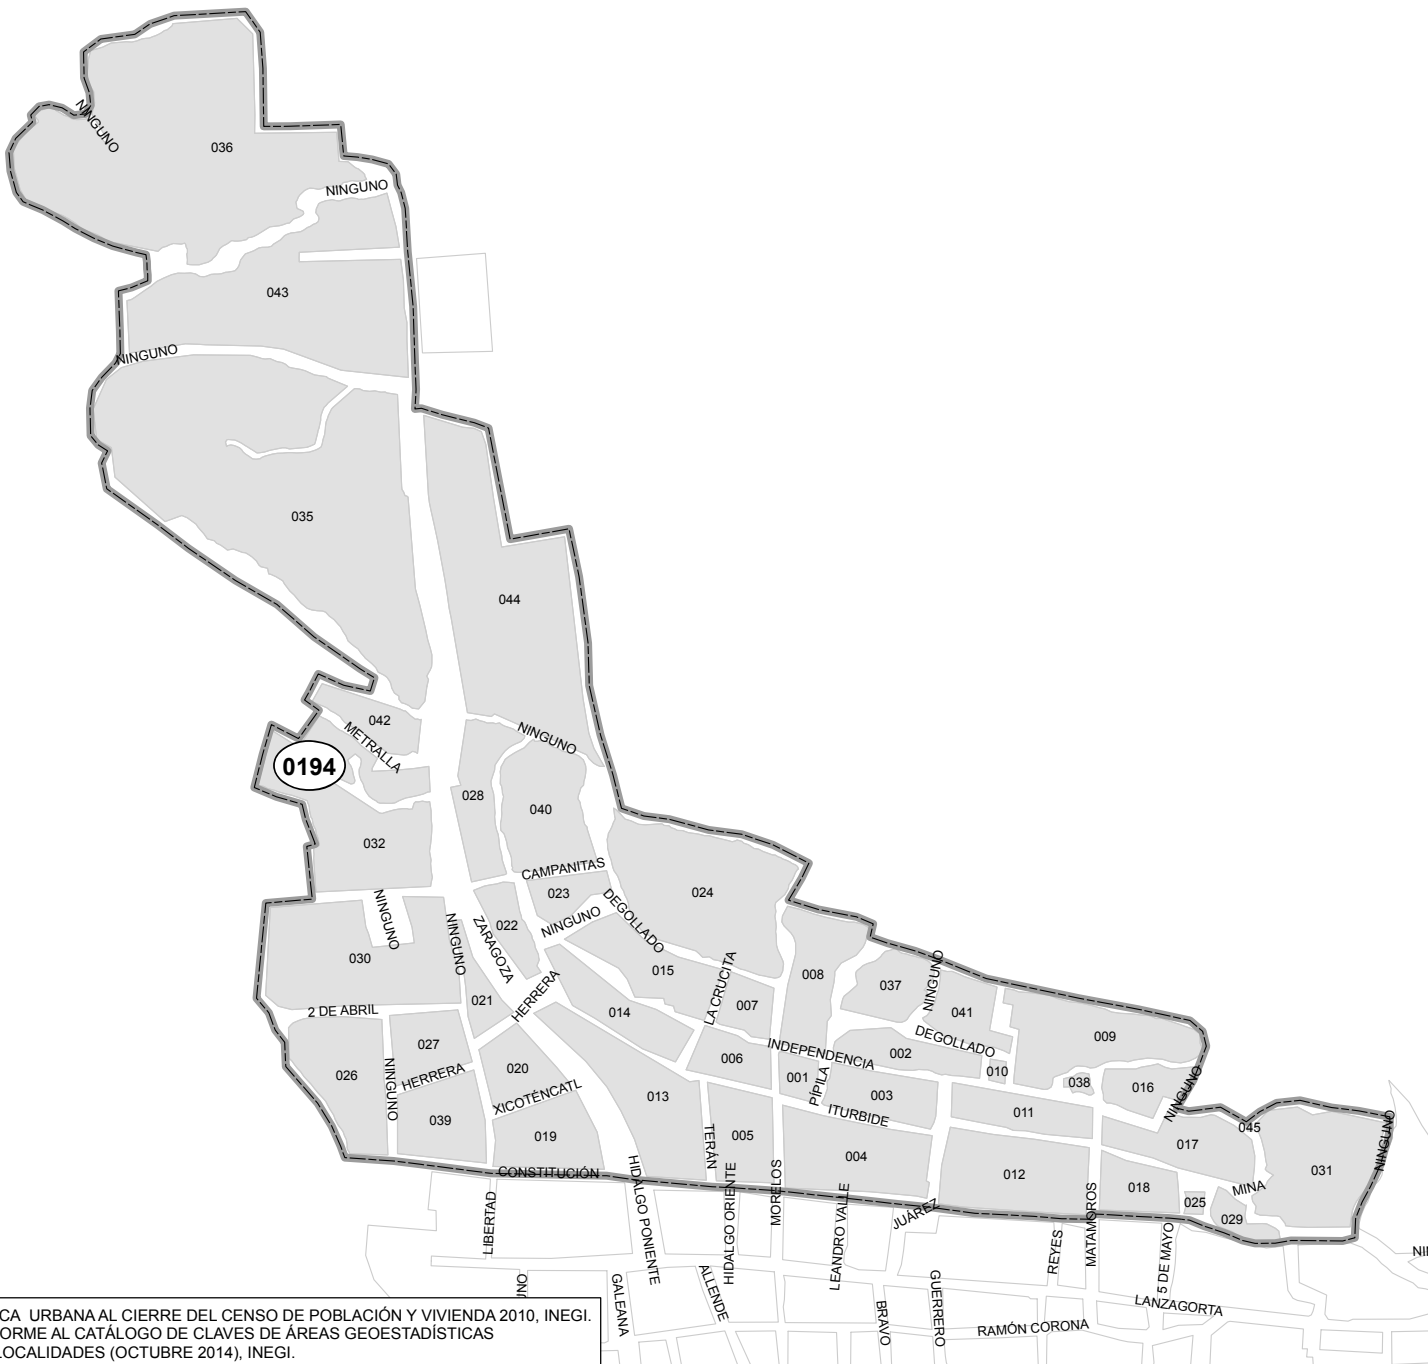 NINGUNO
036
NINGUNO
043
NINGUNO
035
044
042
METRALLA
NINGUNO
0194
028
040
032
CAMPANITAS
023
024
NINGUNO
NINGUNO
ZARAGOZA
022
NINGUNO
DEGOLLADO
030
015
LA CRUCITA
008
037
NINGUNO
2 DE ABRIL
021
HERRERA
014
007
041
009
027
NINGUNO
HERRERA
026
020
XICOTÉNCATL
006
INDEPENDENCIA
002
DEGOLLADO
010
038
016
NINGUNO
001
PÍPILA
003
013
039
019
ITURBIDE
011
045
017
NINGUNO
TERÁN
005
004
012
031
CONSTITUCIÓN
HIDALGO PONIENTE
HIDALGO ORIENTE
MORELOS
LEANDRO VALLE
JUÁREZ
MATAMOROS
018
025
MINA
029
LIBERTAD
REYES
5 DE MAYO
NI
UNO
GALEANA
ALLENDE
BRAVO
GUERRERO
LANZAGORTA
RAMÓN CORONA
CA URBANA AL CIERRE DEL CENSO DE POBLACIÓN Y VIVIENDA 2010, INEGI.
ORME AL CATÁLOGO DE CLAVES DE ÁREAS GEOESTADÍSTICAS
LOCALIDADES (OCTUBRE 2014), INEGI.